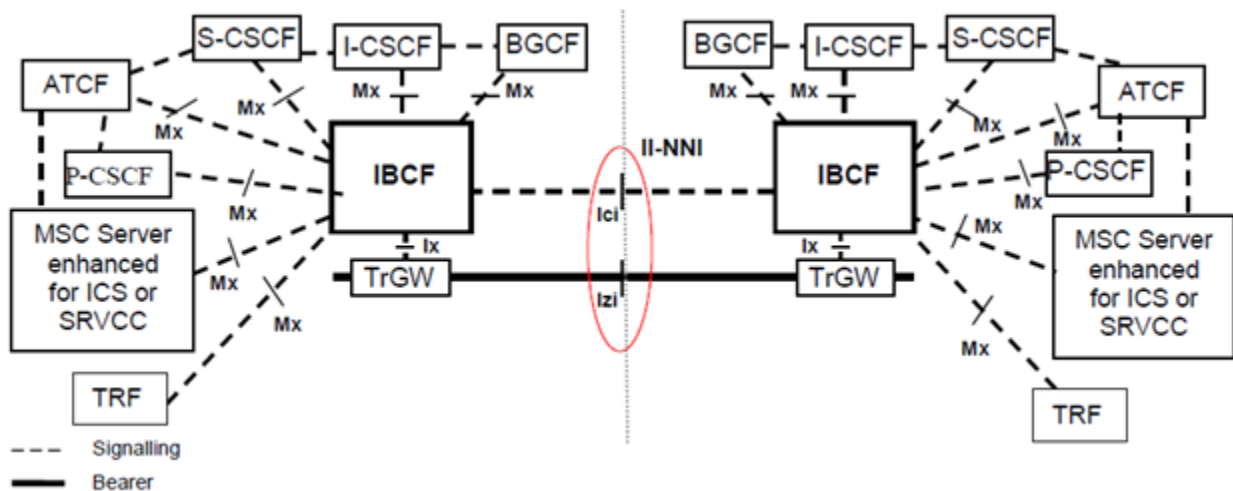 S-CSCF
I-CSCF
BGCF
BGCF
I-CSCF
S-CSCF
ATCF
ATCF
Mx
Mx
Mx
Mx
Mx
Mx
Mx
Mx
P-CSCF
IBCF
II-NNI
IBCF
P-CSCF
Mx
Mx
Ici
MSC Server
enhanced
for ICS or
SRVCC
Mx
Ix
Ix
Mx
MSC Server
enhanced
for ICS or
SRVCC
TrGW
TrGW
Mx
Izi
Mx
TRF
TRF
Signalling
Bearer